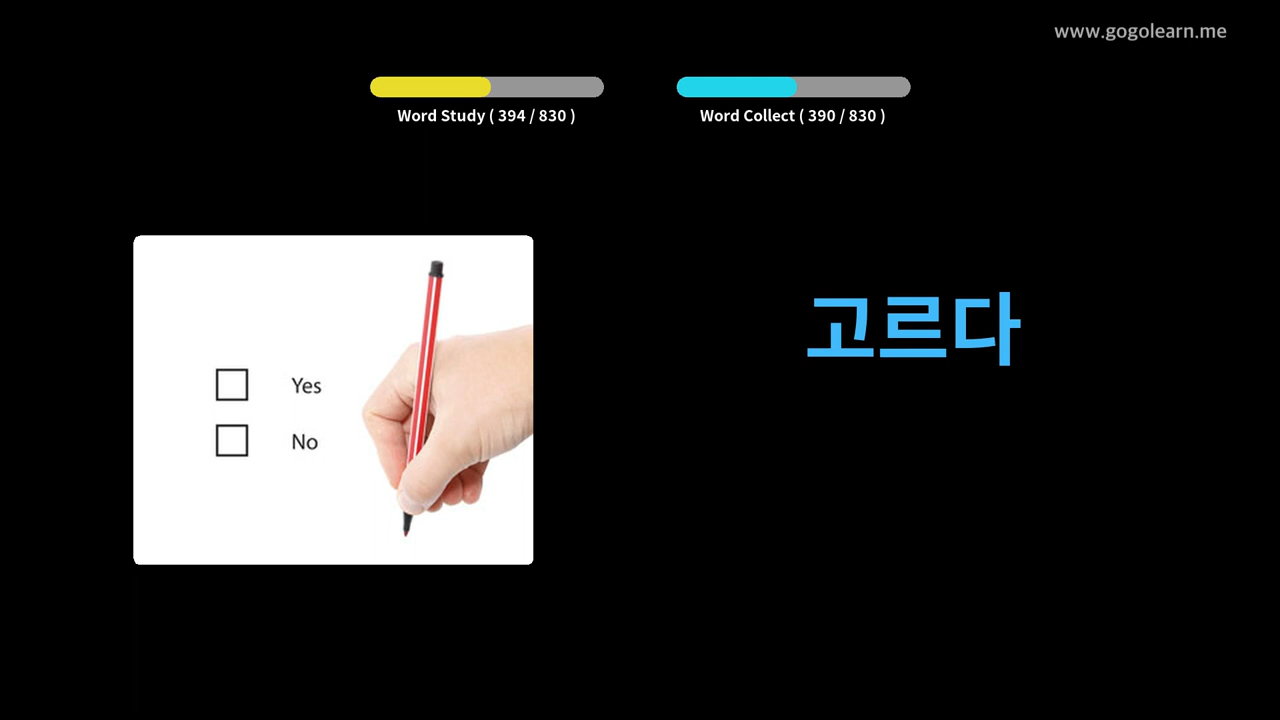 www.gogolearn.me
Word Study ( 394 / 830 )
Word Collect ( 390 / 830 )
Yes
No
고르다